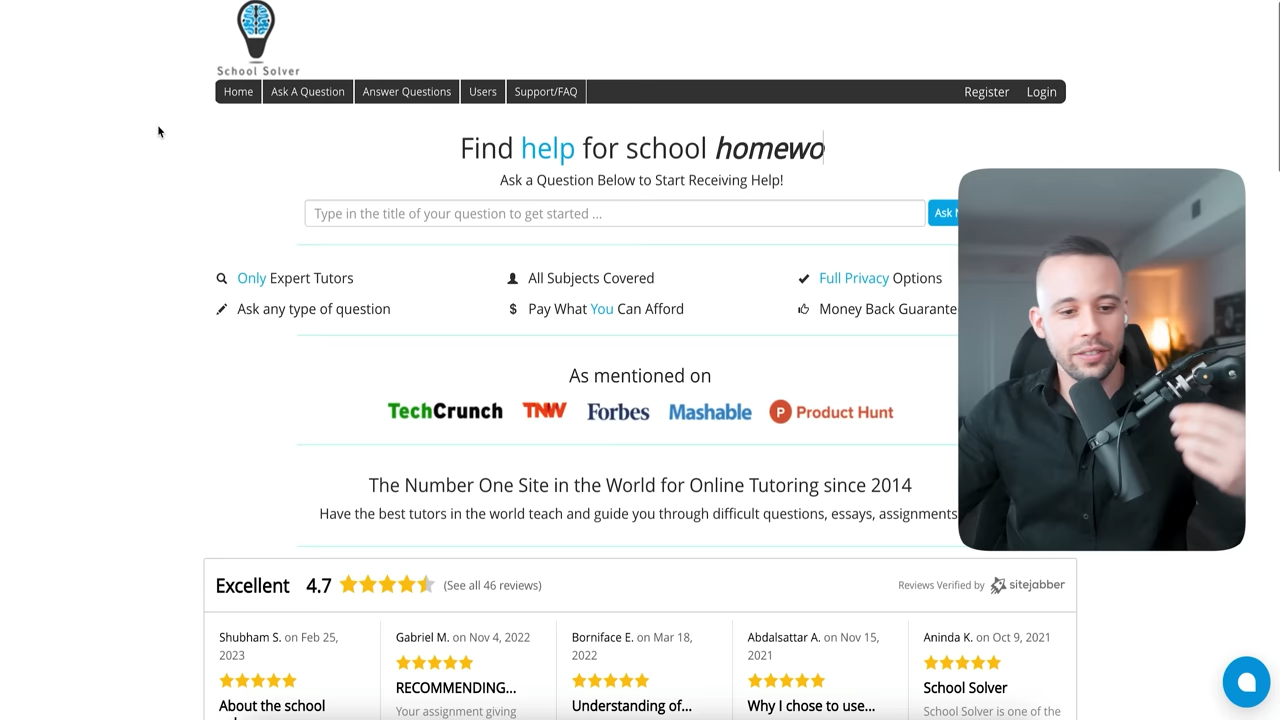 School Solver
Home Ask A Question Answer Questions Users Support/FAQ Register Login
Find help for school homewo
Ask a Question Below to Start Receiving Help!
Type in the title of your question to get started ...
Ask
Only Expert Tutors
All Subjects Covered
Full Privacy Options
Ask any type of question
$ Pay What You Can Afford
Money Back Guarante
As mentioned on
TechCrunch TNW Forbes Mashable P Product Hunt
The Number One Site in the World for Online Tutoring since 2014
Have the best tutors in the world teach and guide you through difficult questions, essays, assignments
Excellent 4.7 (See all 46 reviews)
Reviews Verified by sitejabber
Shubham S. on Feb 25,
2023
About the school
Gabriel M. on Nov 4, 2022
RECOMMENDING...
Your assignment giving
Borniface E. on Mar 18,
2022
Understanding of...
Abdalsattar A. on Nov 15,
2021
Why I chose to use...
Aninda K. on Oct 9, 2021
School Solver
School Solver is one of the